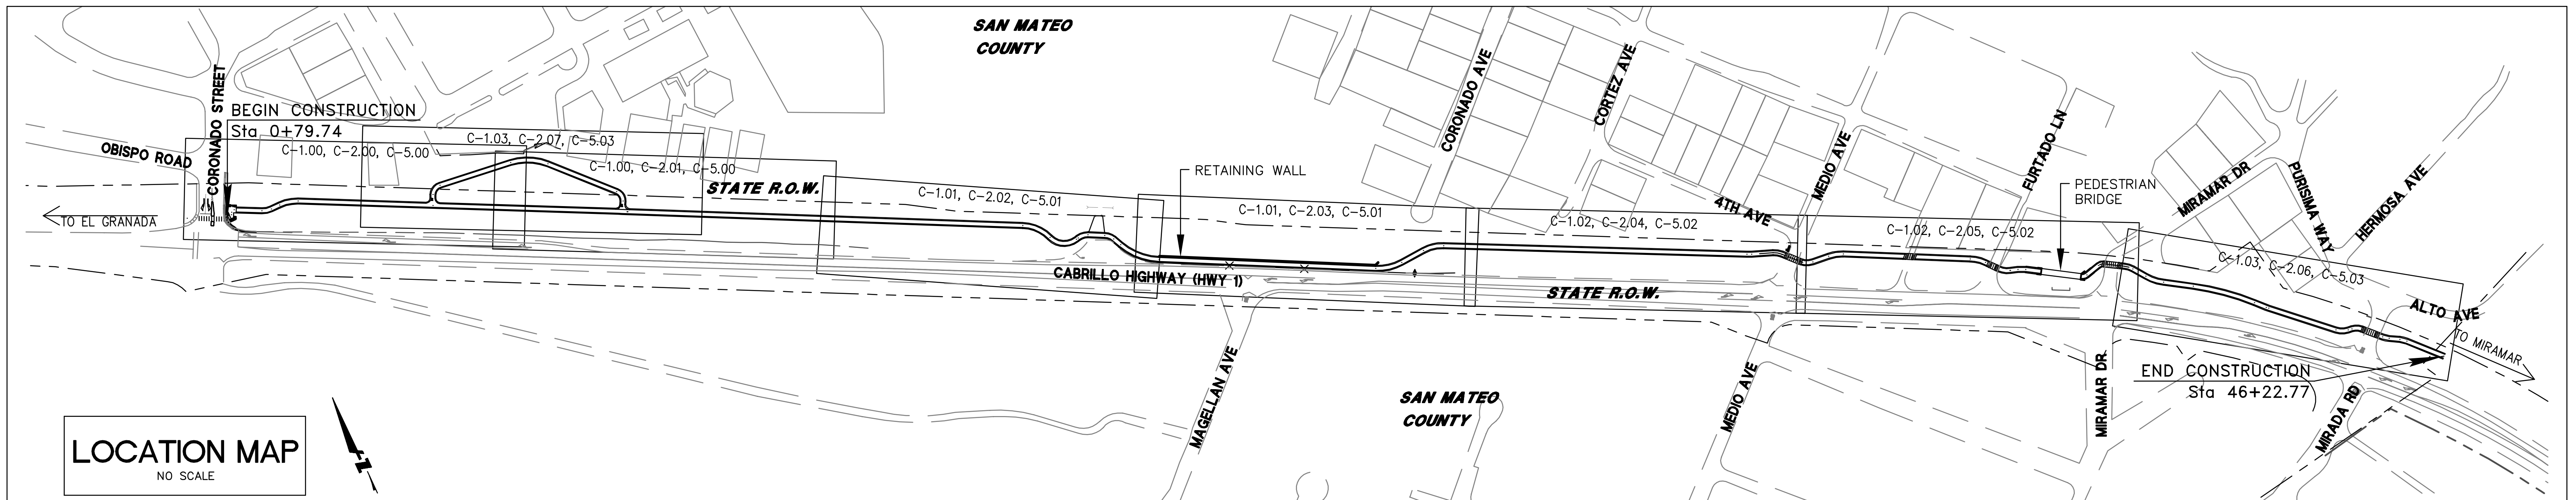 SAN MATEO
COUNTY
CORONADO STREET
BEGIN CONSTRUCTION
Sta 0+79.74
OBISPO ROAD
C-1.00, C-2.00, C-5.00
C-1.03, C-2.07, C-5.03
C-1.00, C-2.01, C-5.00
STATE R.O.W.
TO EL GRANADA
C-1.01, C-2.02, C-5.01
RETAINING WALL
C-1.01, C-2.03, C-5.01
CORONADO AVE
CORTEZ AVE
4TH AVE
MEDIO AVE
C-1.02, C-2.04, C-5.02
C-1.02, C-2.05, C-5.02
FURTADO LN
PEDESTRIAN
BRIDGE
MIRAMAR DR
PURISIMA WAY
HERMOSA AVE
C-1.03, C-2.06, C-5.03
ALTO AVE
TO MIRAMAR
CABRILLO HIGHWAY (HWY 1)
STATE R.O.W.
END CONSTRUCTION
Sta 46+22.77
MAGELLAN AVE
SAN MATEO
COUNTY
MEDIO AVE
MIRAMAR DR
MIRADA RD
LOCATION MAP
NO SCALE